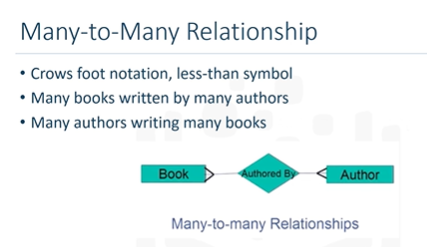 Many-to-Many Relationship
• Crows foot notation, less-than symbol
• Many books written by many authors
• Many authors writing many books
Book Authored By Author
Many-to-many Relationships